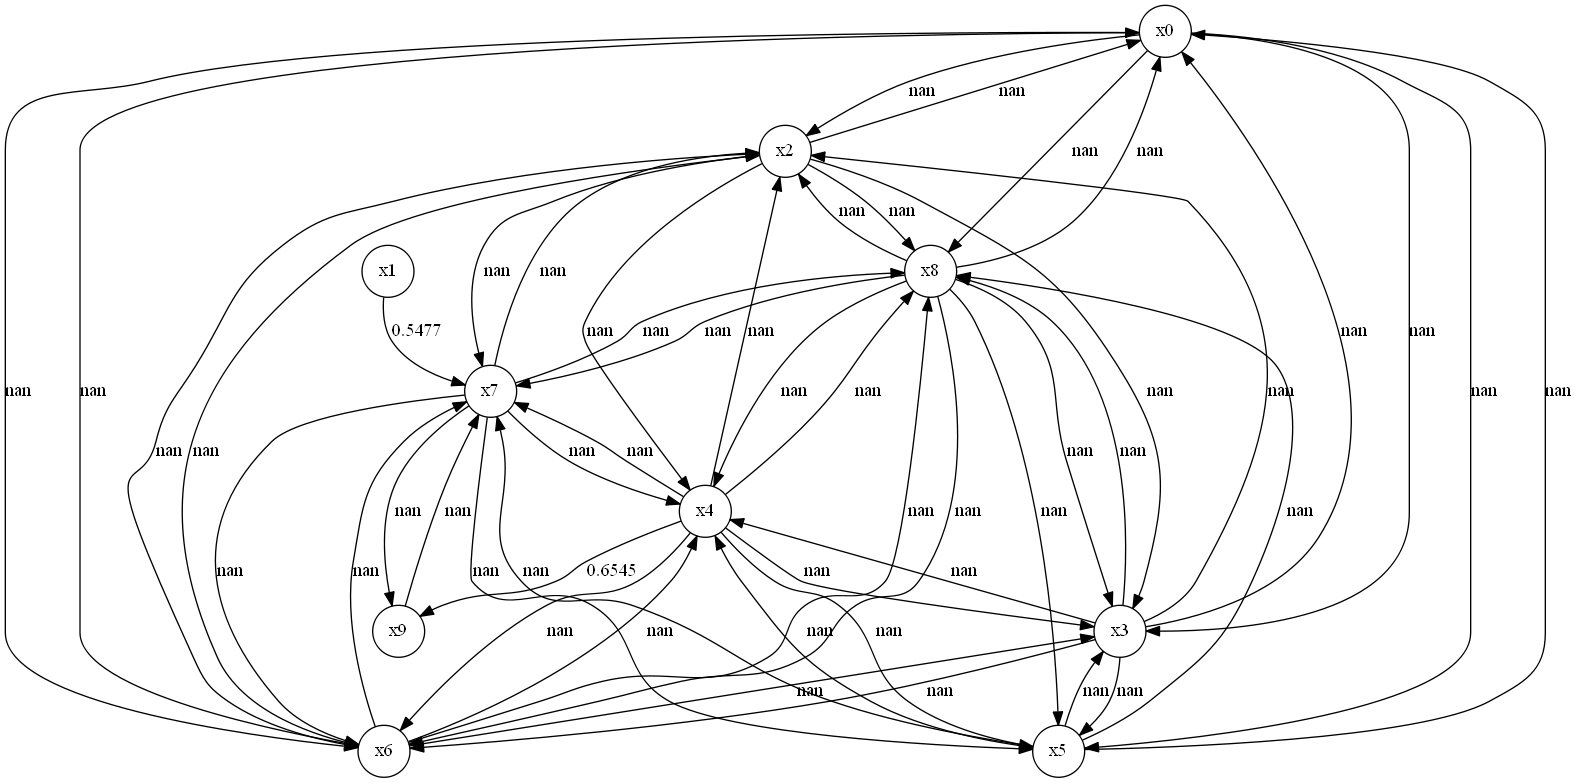 x0
nan nan
x2
nan nan
nan nan
x1
nan nan
x8
0.5477
nan nan nan nan nan
nan nan nan nan
x7
nan nan nan nan nan
nan nan nan nan nan nan
nan nan
x4
nan nan nan nan
nan nan nan nan 0.6545 nan nan
x9
nan nan nan nan
x3
nan nan nan nan
x6
x5